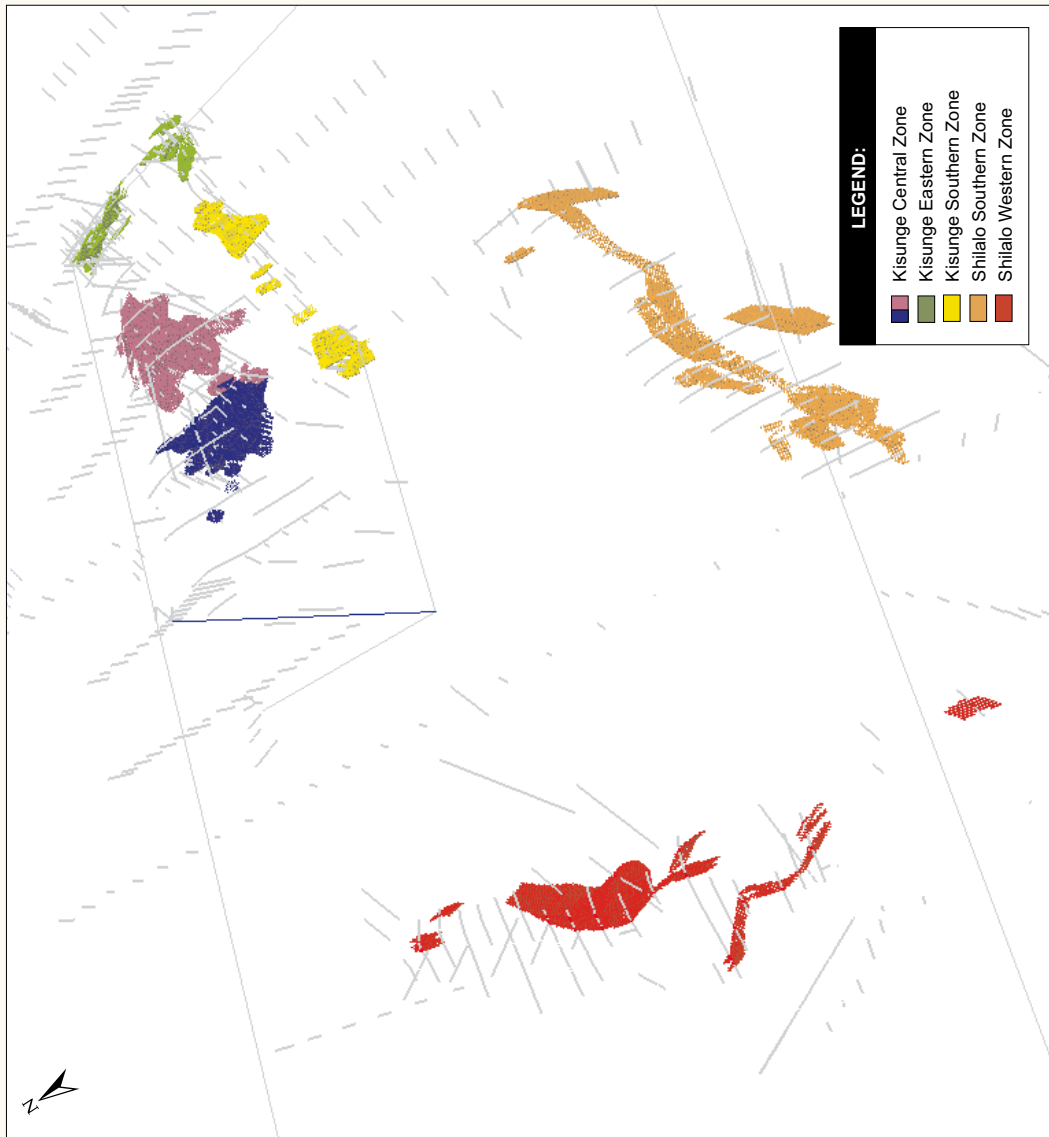 LEGEND:
Kisunge Central Zone
Kisunge Eastern Zone
Kisunge Southern Zone
Shilalo Southern Zone
Shilalo Western Zone
N